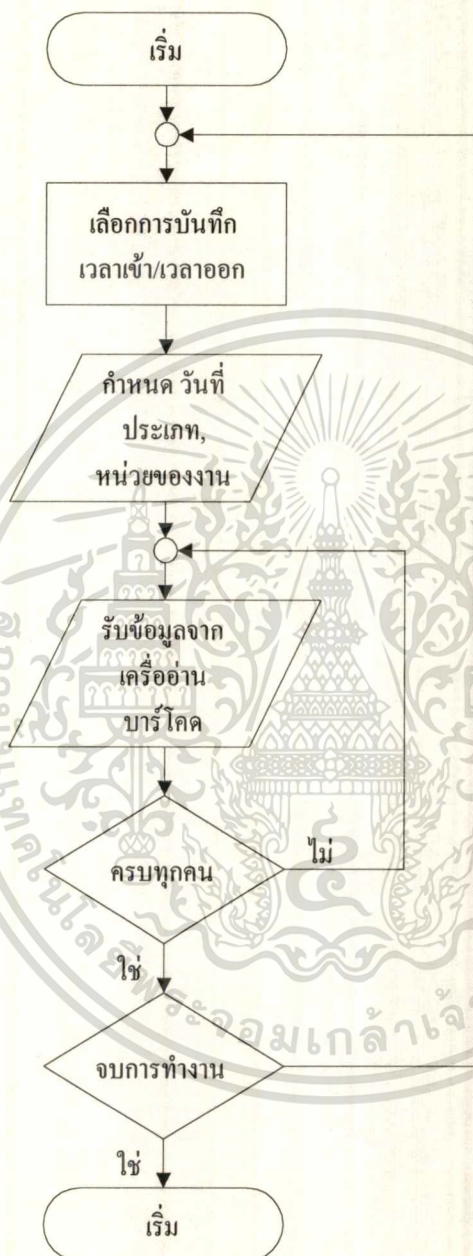 เริ่ม
เลือกการบันทึก
เวลาเข้า/เวลาออก
กำหนด วันที่
ประเภท,
หน่วยของงาน
รับข้อมูลจาก
เครื่ออ่าน
บาร์โคด
ครบทุกคน
ไม่
ใช่
จบการทำงาน
ใช่
เริ่ม